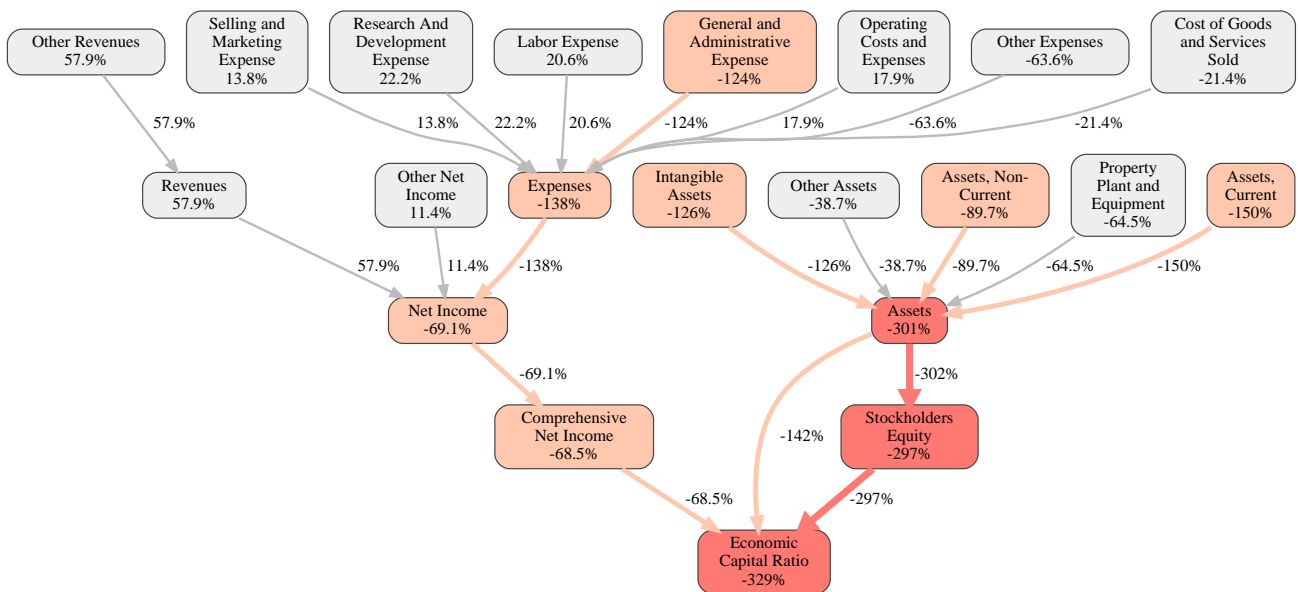 Other Revenues
57.9%
Selling and
Marketing
Expense
13.8%
Research And
Development
Expense
22.2%
Labor Expense
20.6%
General and
Administrative
Expense
-124%
Operating
Costs and
Expenses
17.9%
Other Expenses
-63.6%
Cost of Goods
and Services
Sold
-21.4%
57.9%
13.8%
22.2%
20.6%
-124%
17.9%
-63.6%
-21.4%
Revenues
57.9%
Other Net
Income
11.4%
Expenses
-138%
Intangible
Assets
-126%
Other Assets
-38.7%
Assets, Non-
Current
-89.7%
Property
Plant and
Equipment
-64.5%
Assets,
Current
-150%
57.9%
11.4%
-138%
-126%
-38.7%
-89.7%
-64.5%
-150%
Net Income
-69.1%
Assets
-301%
-69.1%
-302%
Comprehensive
Net Income
-68.5%
-142%
Stockholders
Equity
-297%
-68.5%
-297%
Economic
Capital Ratio
-329%